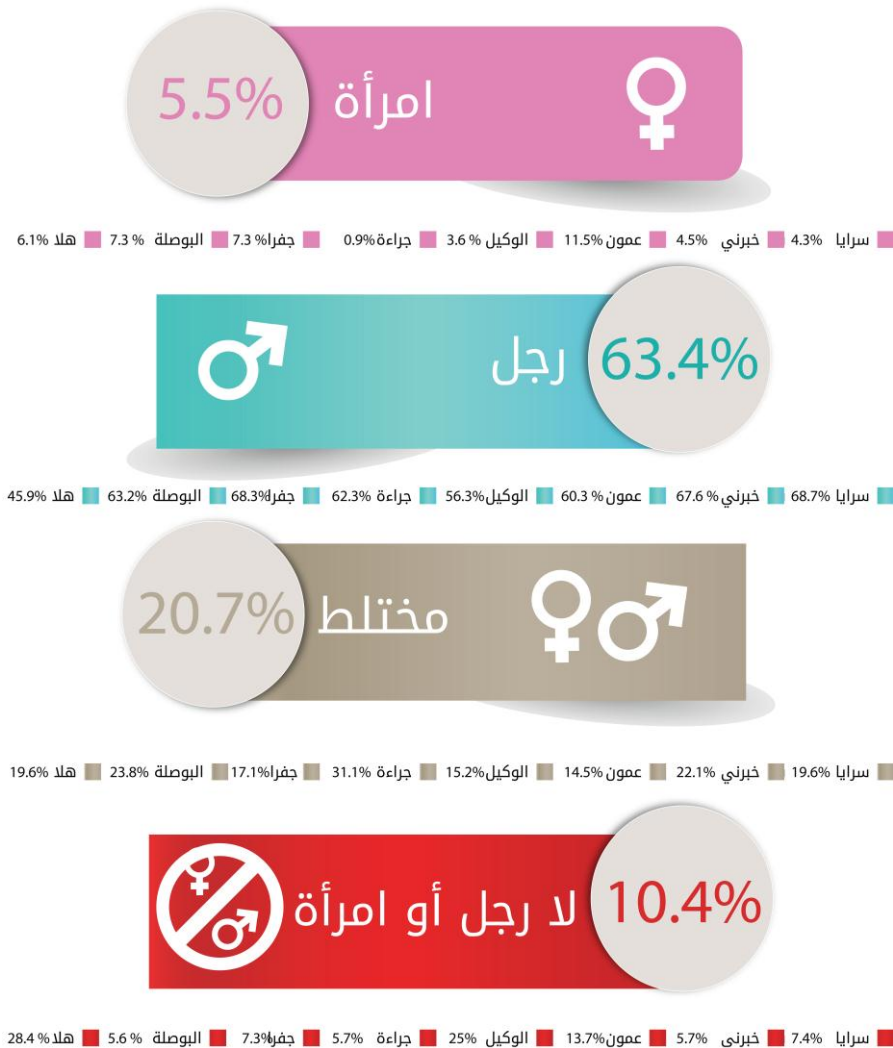 امرأة 5.5%
سرايا 4.3% خبرني 4.5% عمون 11.5% الوكيل 3.6 % جراءة 0.9% جفرا 7.3% البوصلة 7.3 % هلا 6.1%
63.4% رجل
سرايا 68.7% خبرني 67.6 % عمون 60.3 % الوكيل 56.3% جراءة 62.3% جفرا 68.3% البوصلة 63.2% هلا 45.9%
مختلط 20.7%
سرايا 19.6% خبرني 22.1% عمون 14.5% الوكيل 15.2% جراءة 31.1% جفرا 17.1% البوصلة 23.8% هلا 19.6%
10.4% لا رجل أو امرأة
سرايا 7.4% خبرني 5.7% عمون 13.7% الوكيل 25% جراءة 5.7% جفرا 7.3% البوصلة 5.6 % هلا 28.4 %